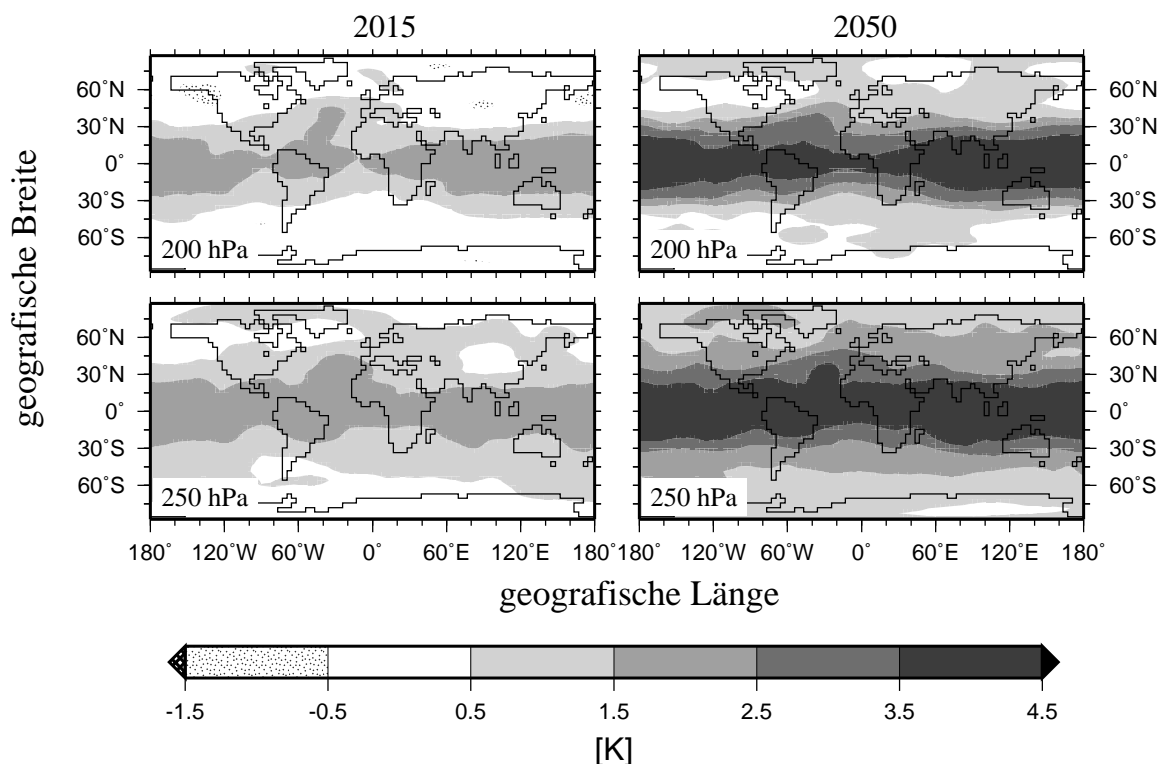 2015 2050
60˚N 60˚N
30˚N 30˚N
0˚ 0˚
30˚S 30˚S
60˚S 60˚S
200 hPa 200 hPa
geografische Breite
60˚N 60˚N
30˚N 30˚N
0˚ 0˚
30˚S 30˚S
60˚S 60˚S
250 hPa 250 hPa
180˚ 120˚W 60˚W 0˚ 60˚E 120˚E 180˚ 120˚W 60˚W 0˚ 60˚E 120˚E 180˚
geografische Länge
-1.5 -0.5 0.5 1.5 2.5 3.5 4.5
[K]